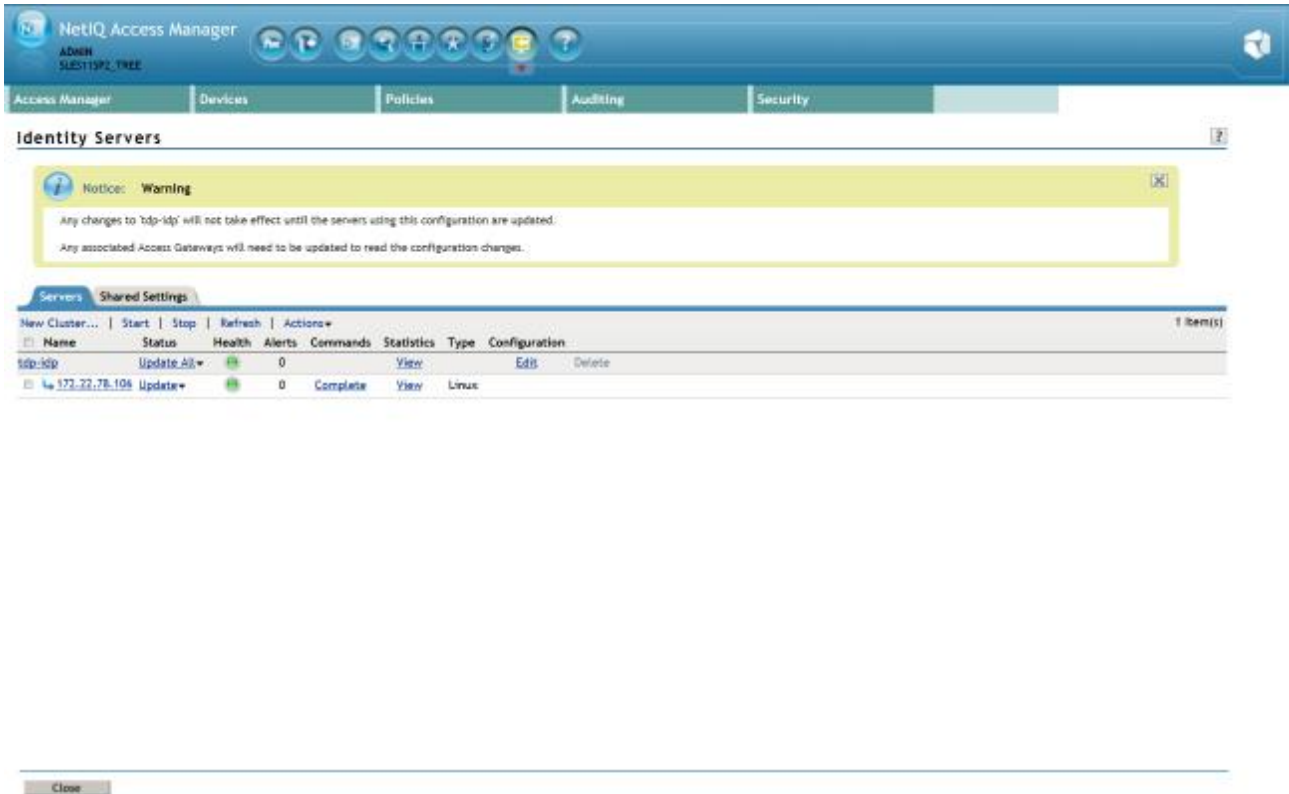 NetIQ Access Manager
ADMIN
SLES11SP2_TREE
Access Manager Devices Policies Auditing Security
Identity Servers
Notice: Warning
Any changes to 'tdp-idp' will not take effect until the servers using this configuration are updated.
Any associated Access Gateways will need to be updated to read the configuration changes.
Servers Shared Settings
New Cluster... | Start | Stop | Refresh | Actions 1 Item(s)
Name Status Health Alerts Commands Statistics Type Configuration
tdp-idp Update All 0 View Edit Delete
172.22.78.106 Update 0 Complete View Linux
Close